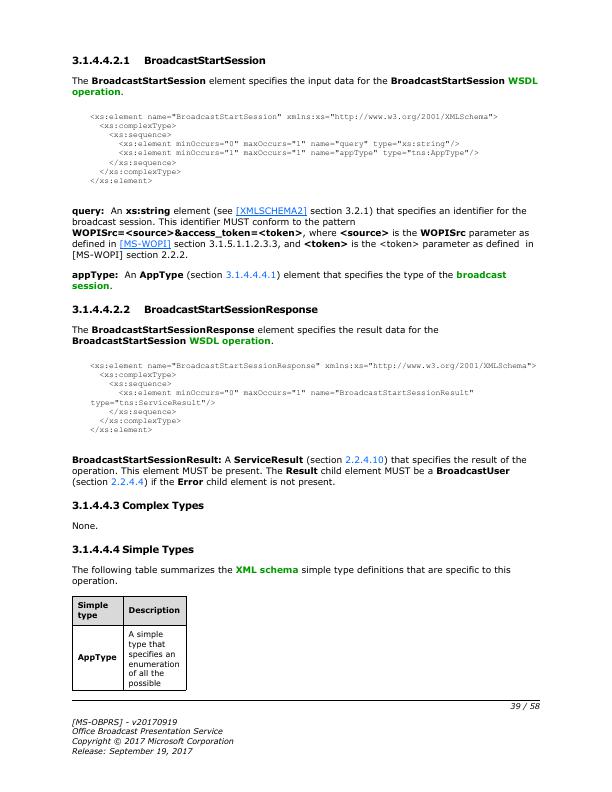 3.1.4.4.2.1 BroadcastStartSession
The BroadcastStartSession element specifies the input data for the BroadcastStartSession WSDL
operation.
<xs:element name="BroadcastStartSession" xmlns:xs="http://www.w3.org/2001/XMLSchema">
<xs:complexType>
<xs:sequence>
<xs:element minOccurs="0" maxOccurs="1" name="query" type="xs:string"/>
<xs:element minOccurs="1" maxOccurs="1" name="appType" type="tns:AppType"/>
</xs:sequence>
</xs:complexType>
</xs:element>
query: An xs:string element (see [XMLSCHEMA2] section 3.2.1) that specifies an identifier for the
broadcast session. This identifier MUST conform to the pattern
WOPISrc=<source>&access_token=<token>, where <source> is the WOPISrc parameter as
defined in [MS-WOPI] section 3.1.5.1.1.2.3.3, and <token> is the <token> parameter as defined in
[MS-WOPI] section 2.2.2.
appType: An AppType (section 3.1.4.4.4.1) element that specifies the type of the broadcast
session.
3.1.4.4.2.2 BroadcastStartSessionResponse
The BroadcastStartSessionResponse element specifies the result data for the
BroadcastStartSession WSDL operation.
<xs:element name="BroadcastStartSessionResponse" xmlns:xs="http://www.w3.org/2001/XMLSchema">
<xs:complexType>
<xs:sequence>
<xs:element minOccurs="0" maxOccurs="1" name="BroadcastStartSessionResult"
type="tns:ServiceResult"/>
</xs:sequence>
</xs:complexType>
</xs:element>
BroadcastStartSessionResult: A ServiceResult (section 2.2.4.10) that specifies the result of the
operation. This element MUST be present. The Result child element MUST be a BroadcastUser
(section 2.2.4.4) if the Error child element is not present.
3.1.4.4.3 Complex Types
None.
3.1.4.4.4 Simple Types
The following table summarizes the XML schema simple type definitions that are specific to this
operation.
Simple
type
Description
AppType
A simple
type that
specifies an
enumeration
of all the
possible
39 / 58
[MS-OBPRS] - v20170919
Office Broadcast Presentation Service
Copyright © 2017 Microsoft Corporation
Release: September 19, 2017